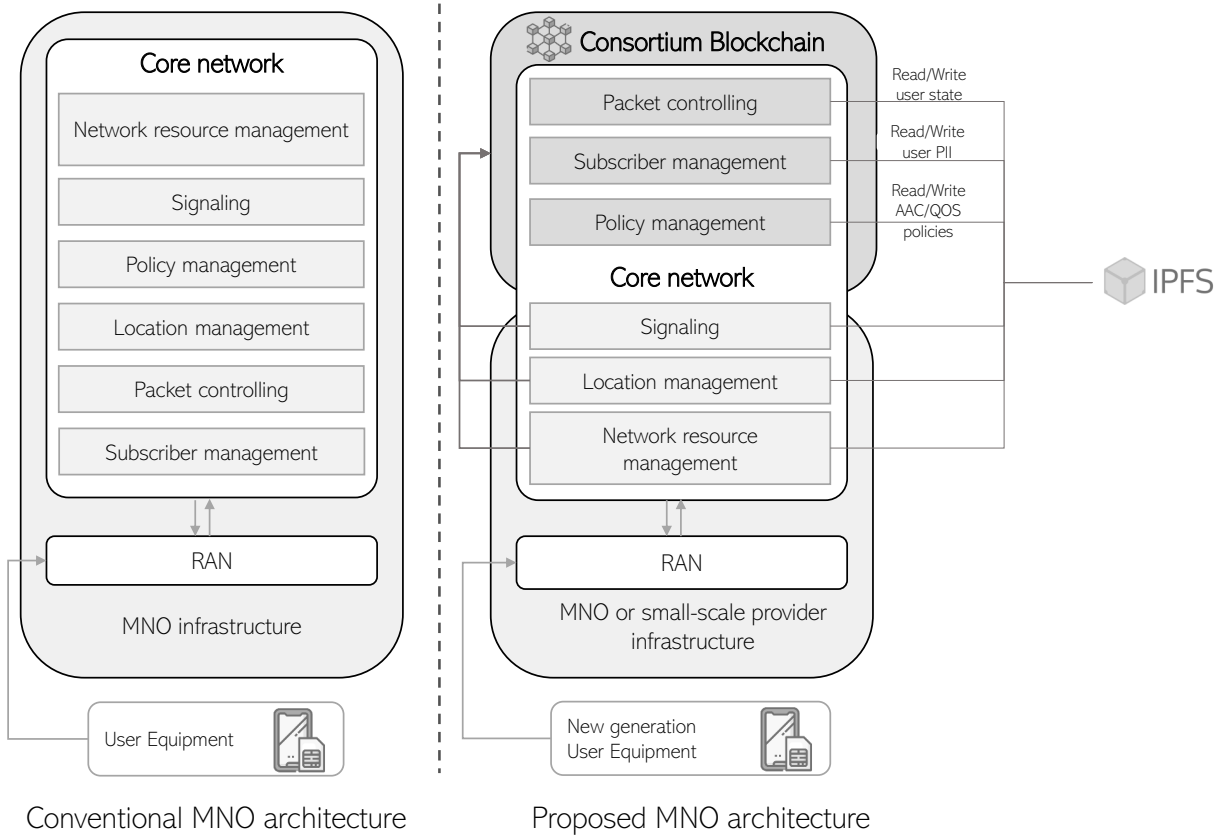 Core network
Network resource management
Signaling
Policy management
Location management
Packet controlling
Subscriber management
RAN
MNO infrastructure
User Equipment
Conventional MNO architecture
Consortium Blockchain
Packet controlling
Subscriber management
Policy management
Core network
Signaling
Location management
Network resource
management
RAN
MNO or small-scale provider
infrastructure
New generation
User Equipment
Proposed MNO architecture
Read/Write
user state
Read/Write
user PII
Read/Write
AAC/QOS
policies
IPFS